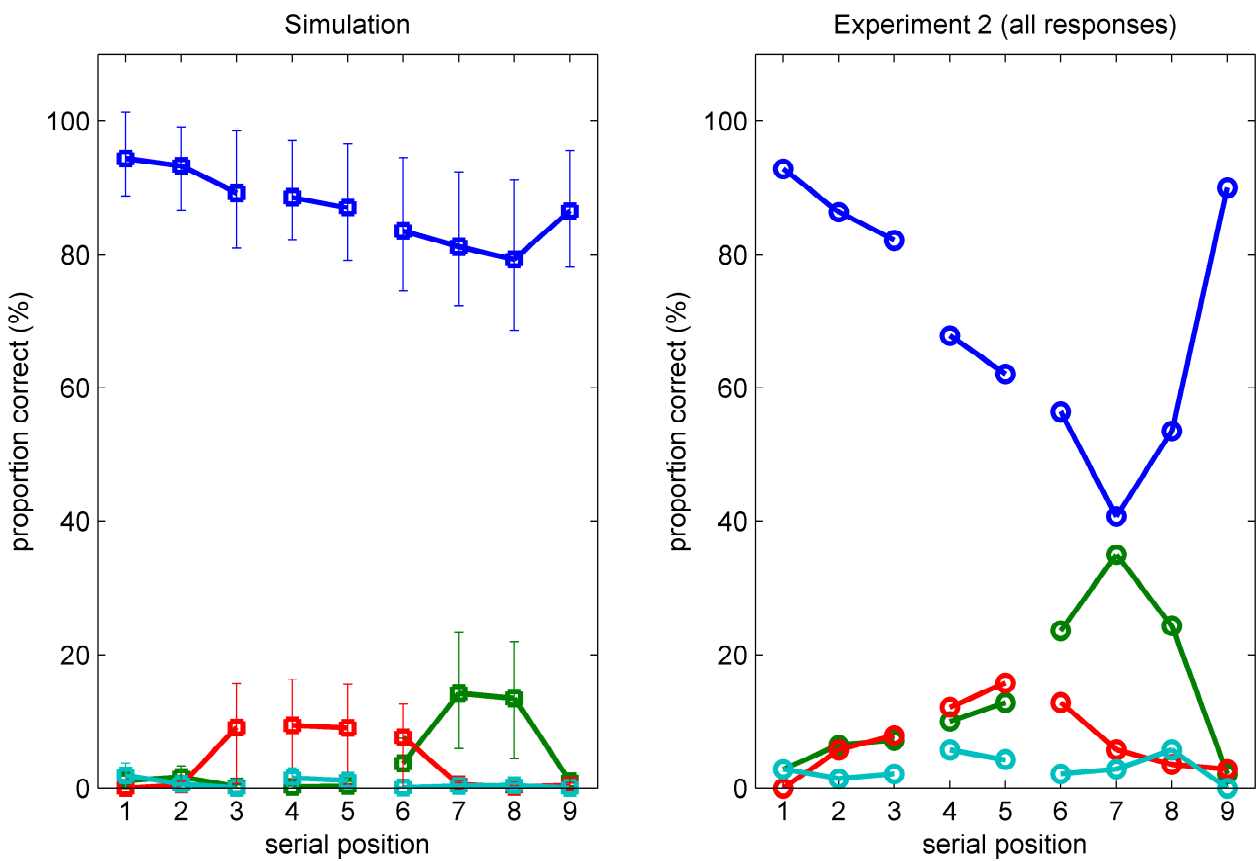 Simulation
proportion correct (%)
100
80
60
40
20
0
1 2 3 4 5 6 7 8 9
serial position
Experiment 2 (all responses)
proportion correct (%)
100
80
60
40
20
0
1 2 3 4 5 6 7 8 9
serial position